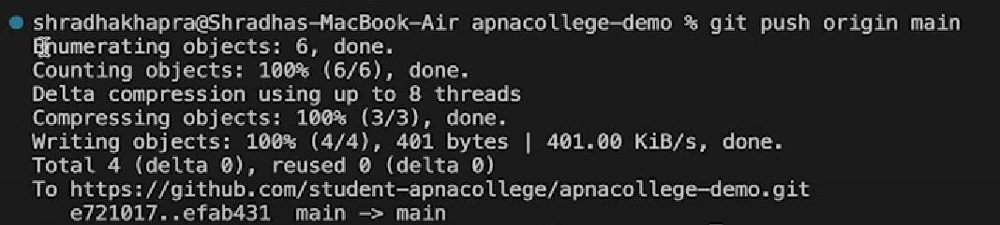 shradhakhapra@Shradhas-MacBook-Air apnacollege-demo % git push origin main
Enumerating objects: 6, done.
Counting objects: 100% (6/6), done.
Delta compression using up to 8 threads
Compressing objects: 100% (3/3), done.
Writing objects: 100% (4/4), 401 bytes | 401.00 KiB/s, done.
Total 4 (delta 0), reused 0 (delta 0)
To https://github.com/student-apnacollege/apnacollege-demo.git
   e721017..efab431  main -> main